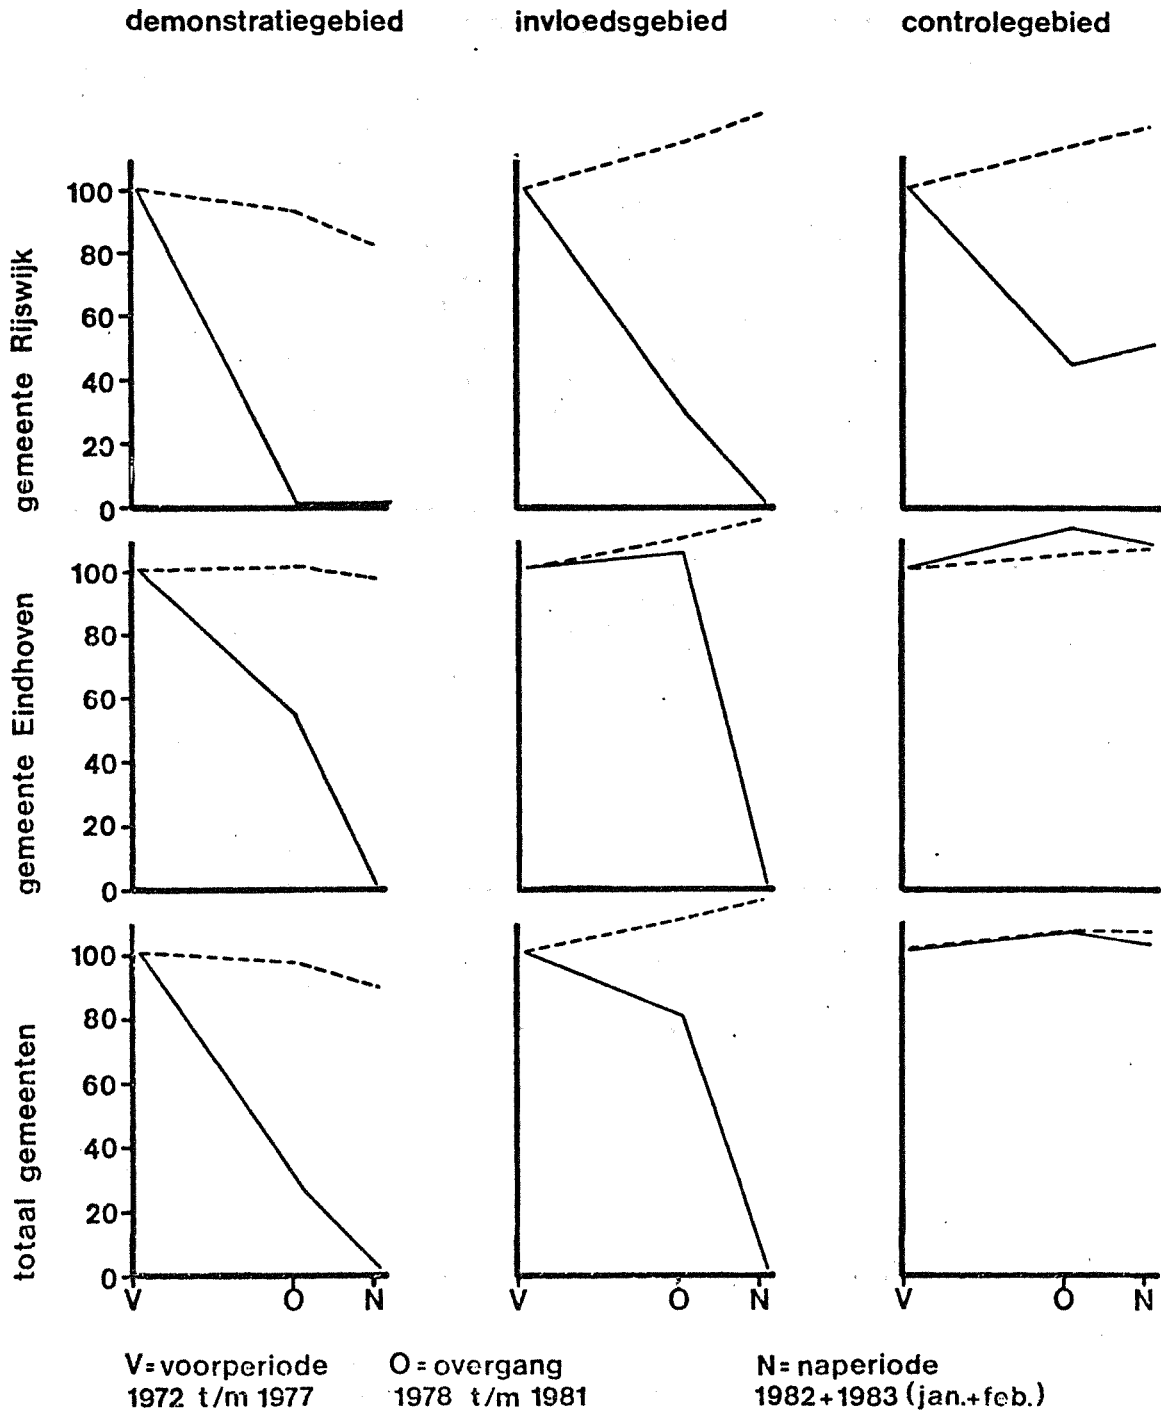 demonstratiegebied invloedsgebied controlegebied
gemeente Rijswijk
100
80
60
40
20
0
gemeente Eindhoven
100
80
60
40
20
0
totaal gemeenten
100
80
60
40
20
0
V O N V O N V O N
V=voorperiode O=overgang N=naperiode
1972 t/m 1977 1978 t/m 1981 1982+1983 (jan.+feb.)